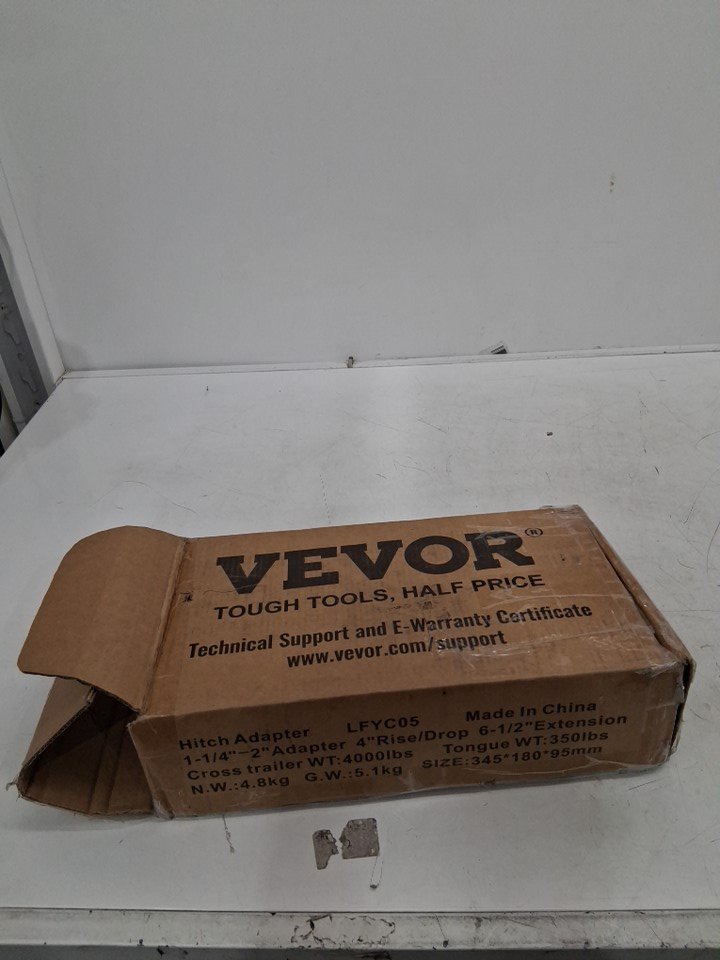 VEVOR®
TOUGH TOOLS, HALF PRICE
Technical Support and E-Warranty Certificate
www.vevor.com/support
Hitch Adapter LFYC05 Made In China
1-1/4"-2"Adapter 4"Rise/Drop 6-1/2"Extension
Cross trailer WT:4000lbs Tongue WT:350lbs
N.W.:4.8kg G.W.:5.1kg SIZE:345*180*95mm